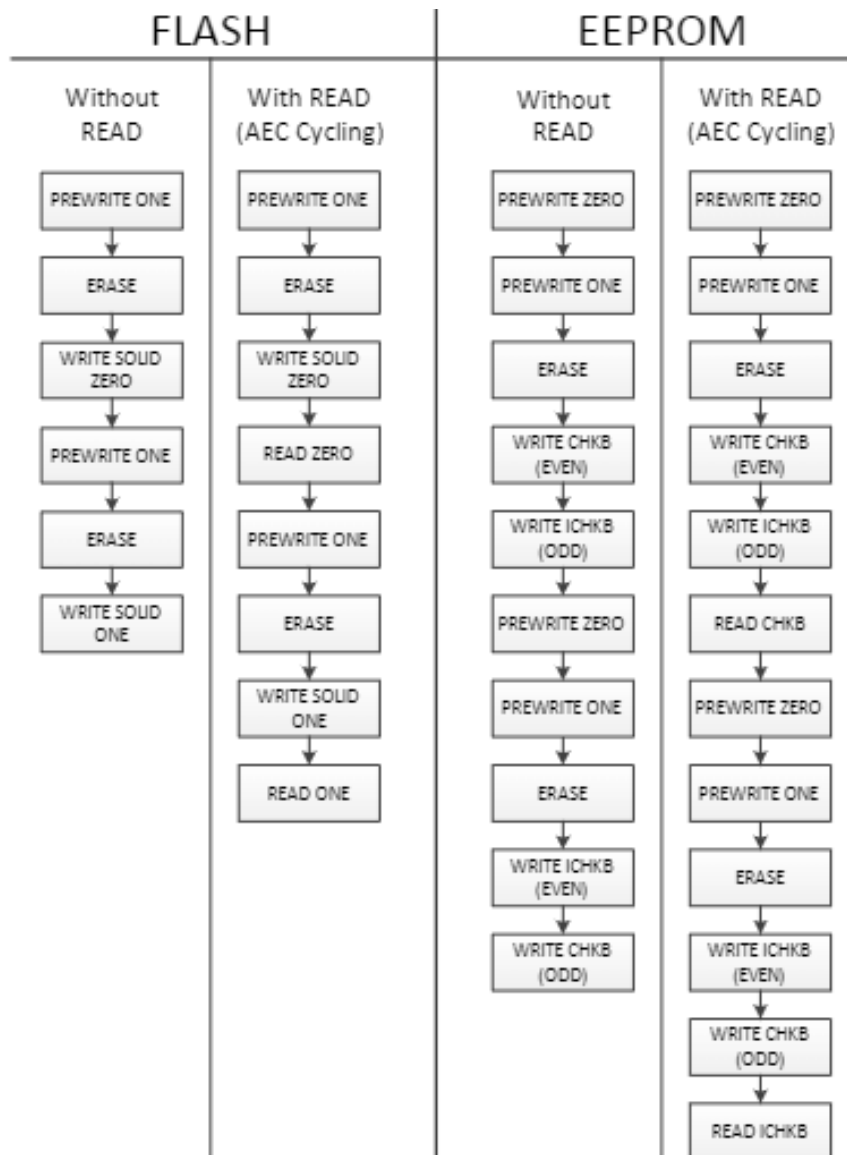 FLASH
Without
READ
PREWRITE ONE
ERASE
WRITE SOLID
ZERO
PREWRITE ONE
ERASE
WRITE SOLID
ONE
With READ
(AEC Cycling)
PREWRITE ONE
ERASE
WRITE SOLID
ZERO
READ ZERO
PREWRITE ONE
ERASE
WRITE SOLID
ONE
READ ONE
EEPROM
Without
READ
PREWRITE ZERO
PREWRITE ONE
ERASE
WRITE CHKB
(EVEN)
WRITE ICHKB
(ODD)
PREWRITE ZERO
PREWRITE ONE
ERASE
WRITE ICHKB
(EVEN)
WRITE CHKB
(ODD)
With READ
(AEC Cycling)
PREWRITE ZERO
PREWRITE ONE
ERASE
WRITE CHKB
(EVEN)
WRITE ICHKB
(ODD)
READ CHKB
PREWRITE ZERO
PREWRITE ONE
ERASE
WRITE ICHKB
(EVEN)
WRITE CHKB
(ODD)
READ ICHKB